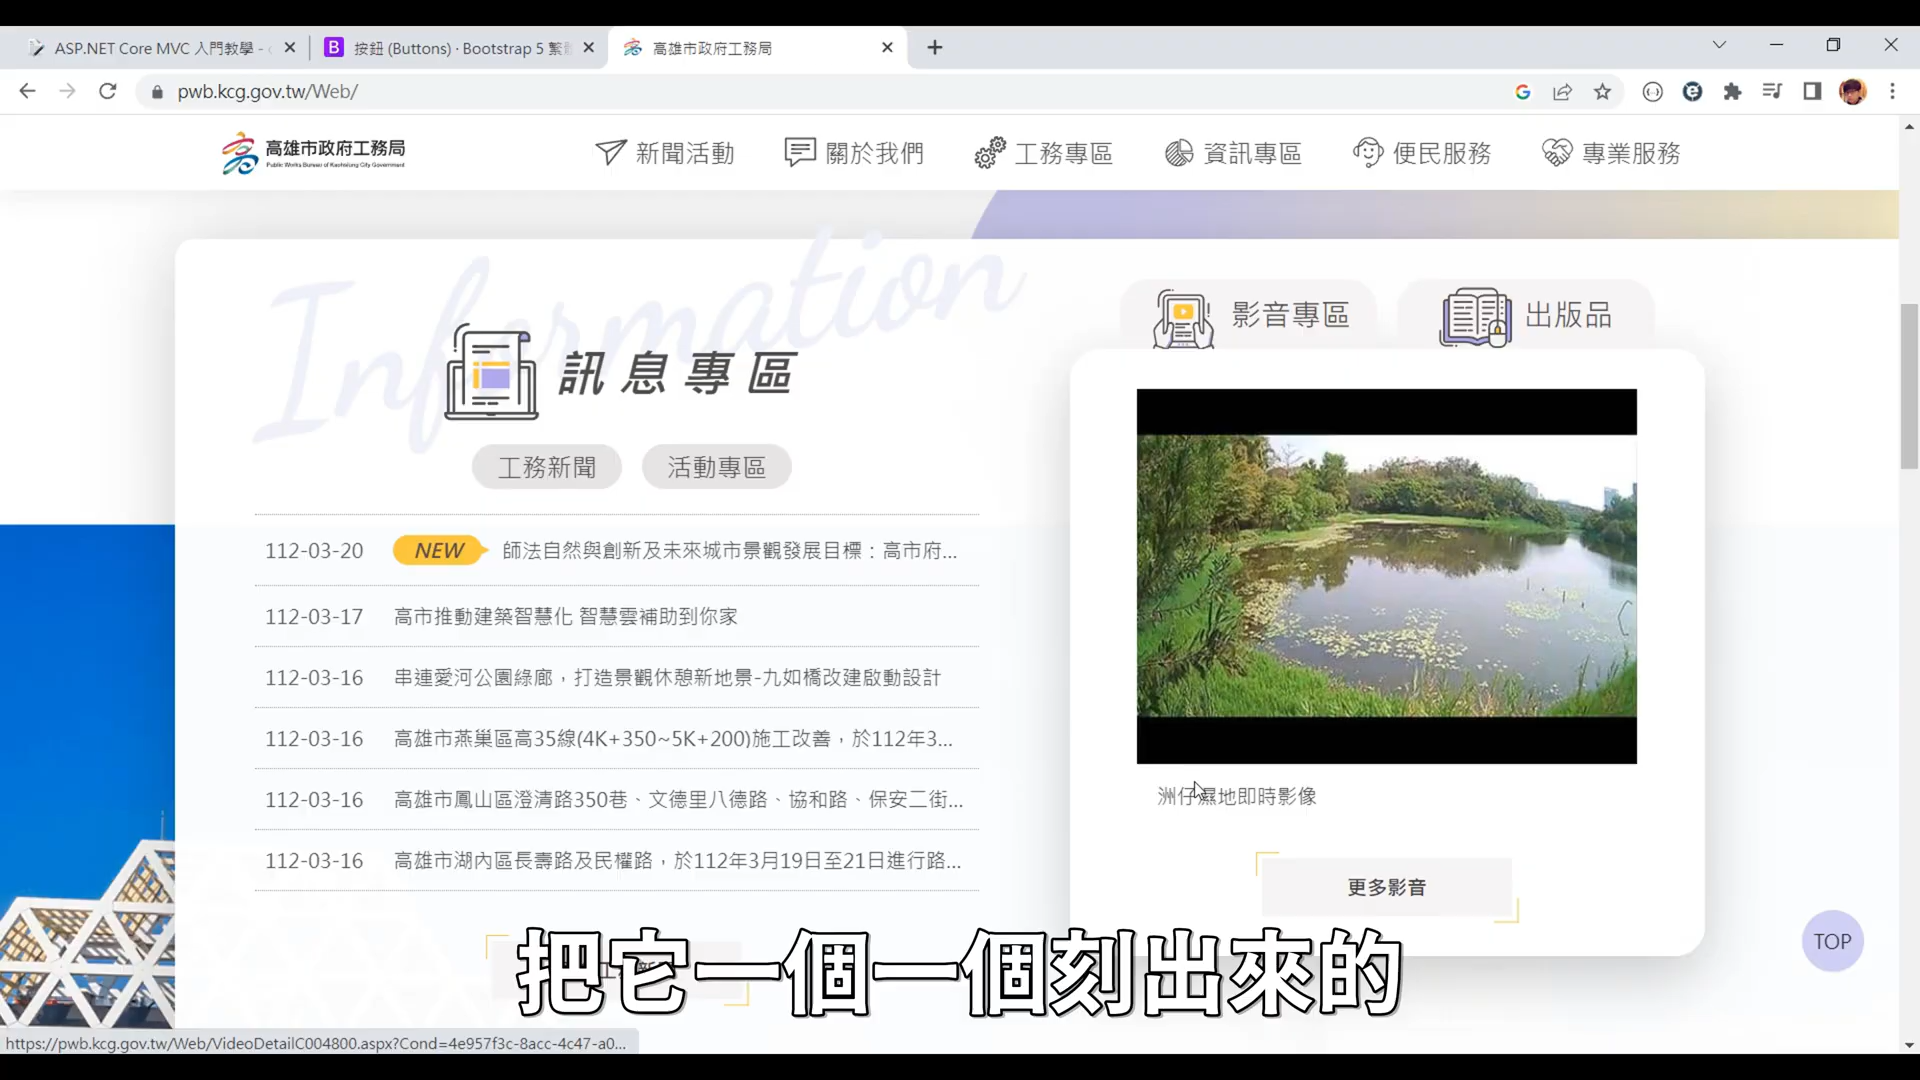 ASP.NET Core MVC 入門教學 -
B 按鈕 (Buttons) · Bootstrap 5 繁
高雄市政府工務局
pwb.kcg.gov.tw/Web/
高雄市政府工務局
Public Works Bureau of Kaohsiung City Government
新聞活動
關於我們
工務專區
資訊專區
便民服務
專業服務
Information
訊息專區
工務新聞
活動專區
112-03-20 NEW 師法自然與創新及未來城市景觀發展目標：高市府...
112-03-17 高市推動建築智慧化 智慧雲補助到你家
112-03-16 串連愛河公園綠廊，打造景觀休憩新地景-九如橋改建啟動設計
112-03-16 高雄市燕巢區高35線(4K+350~5K+200)施工改善，於112年3...
112-03-16 高雄市鳳山區澄清路350巷、文德里八德路、協和路、保安二街...
112-03-16 高雄市湖內區長壽路及民權路，於112年3月19日至21日進行路...
影音專區
出版品
洲仔濕地即時影像
更多影音
TOP
把它一個一個刻出來的
https://pwb.kcg.gov.tw/Web/VideoDetailC004800.aspx?Cond=4e957f3c-8acc-4c47-a0...